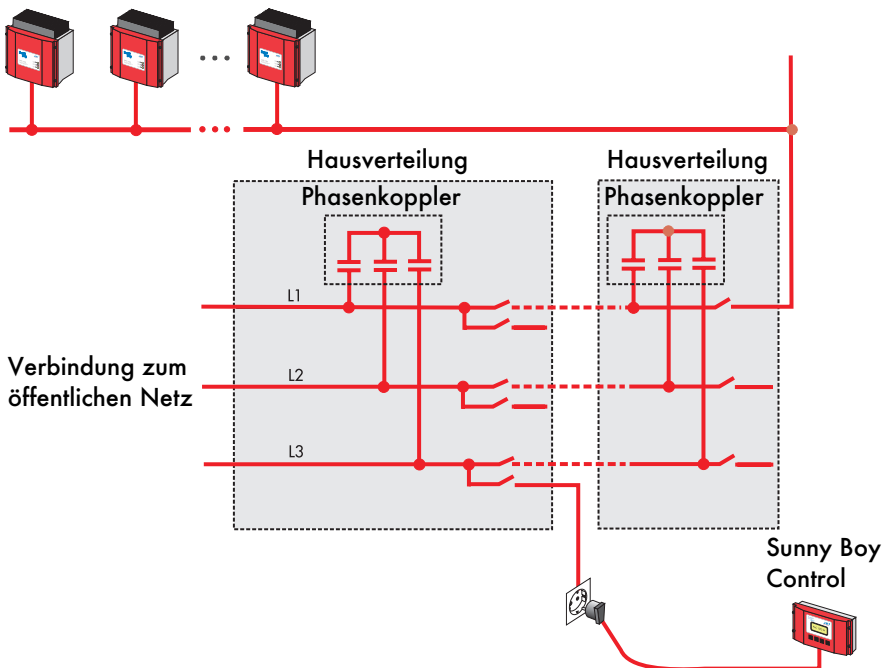 Hausverteilung
Phasenkoppler
Hausverteilung
Phasenkoppler
L1
Verbindung zum
öffentlichen Netz
L2
L3
Sunny Boy
Control